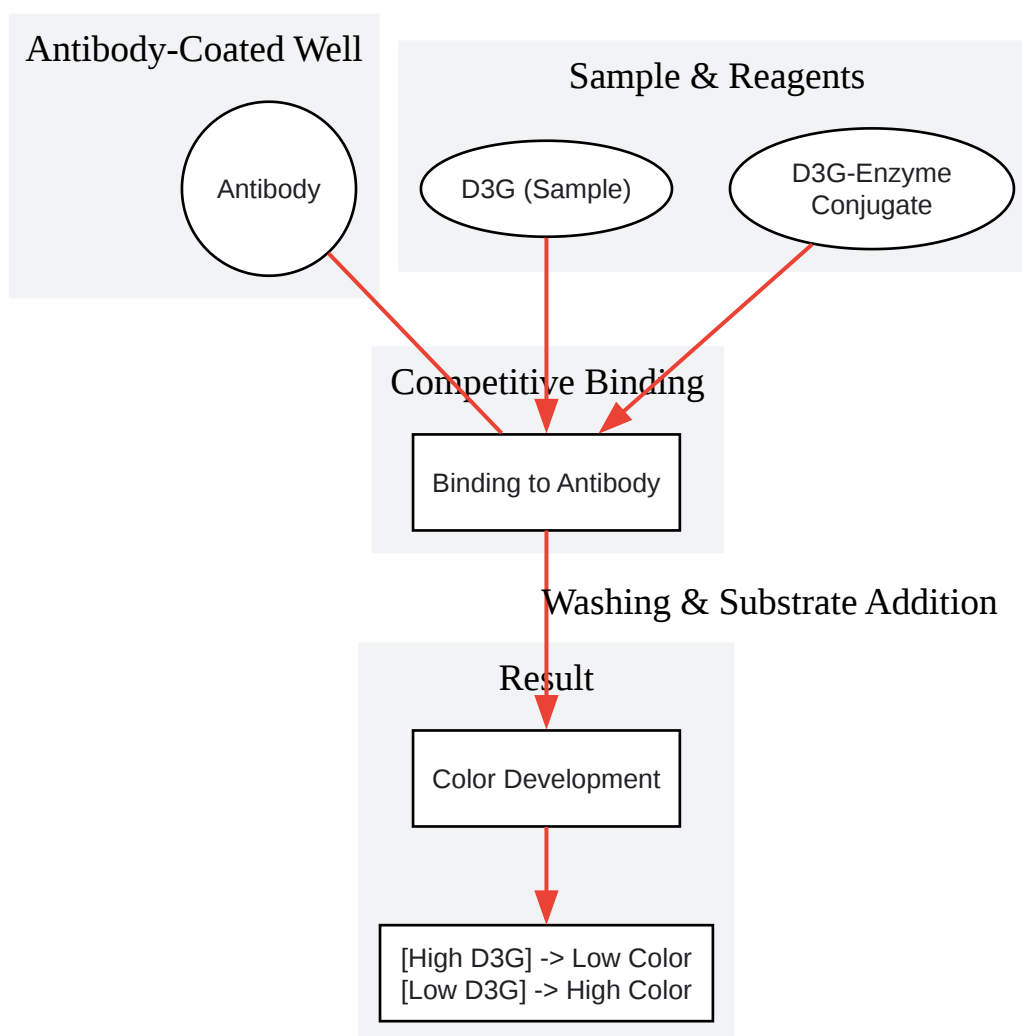 Antibody-Coated Well
Sample & Reagents
Antibody
D3G (Sample)
D3G-Enzyme
Conjugate
Competitive Binding
Binding to Antibody
Washing & Substrate Addition
Result
Color Development
[High D3G] -> Low Color
[Low D3G] -> High Color